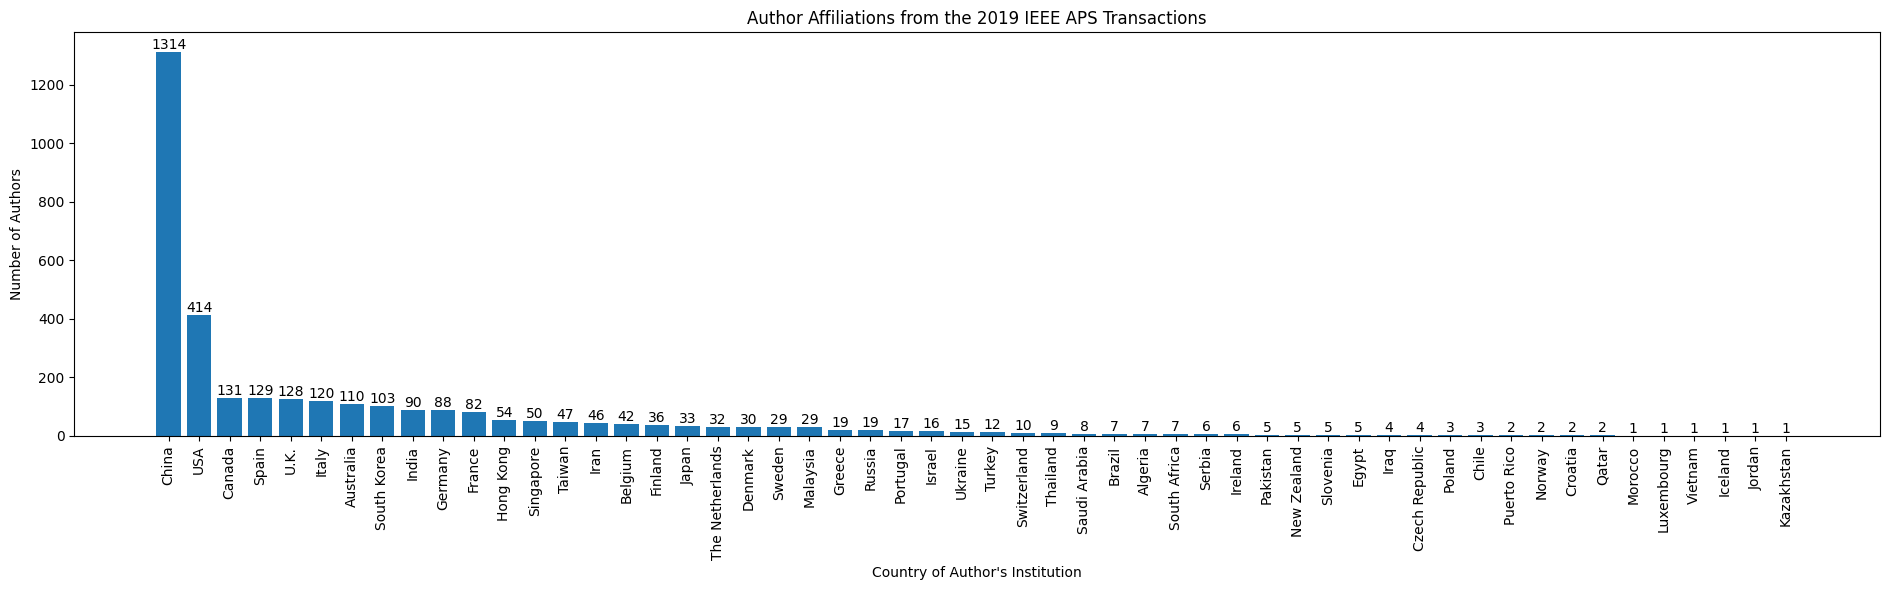 Author Affiliations from the 2019 IEEE APS Transactions
Number of Authors
1200
1000
800
600
400
200
0
1314
414
131
129
128
120
110
103
90
88
82
54
50
47
46
42
36
33
32
30
29
29
19
19
17
16
15
12
10
9
8
7
7
7
6
6
5
5
5
5
4
4
3
3
2
2
2
2
1
1
1
1
1
1
China
USA
Canada
Spain
U.K.
Italy
Australia
South Korea
India
Germany
France
Hong Kong
Singapore
Taiwan
Iran
Belgium
Finland
Japan
The Netherlands
Denmark
Sweden
Malaysia
Greece
Russia
Portugal
Israel
Ukraine
Turkey
Switzerland
Thailand
Saudi Arabia
Brazil
Algeria
South Africa
Serbia
Ireland
Pakistan
New Zealand
Slovenia
Egypt
Iraq
Czech Republic
Poland
Chile
Puerto Rico
Norway
Croatia
Qatar
Morocco
Luxembourg
Vietnam
Iceland
Jordan
Kazakhstan
Country of Author's Institution